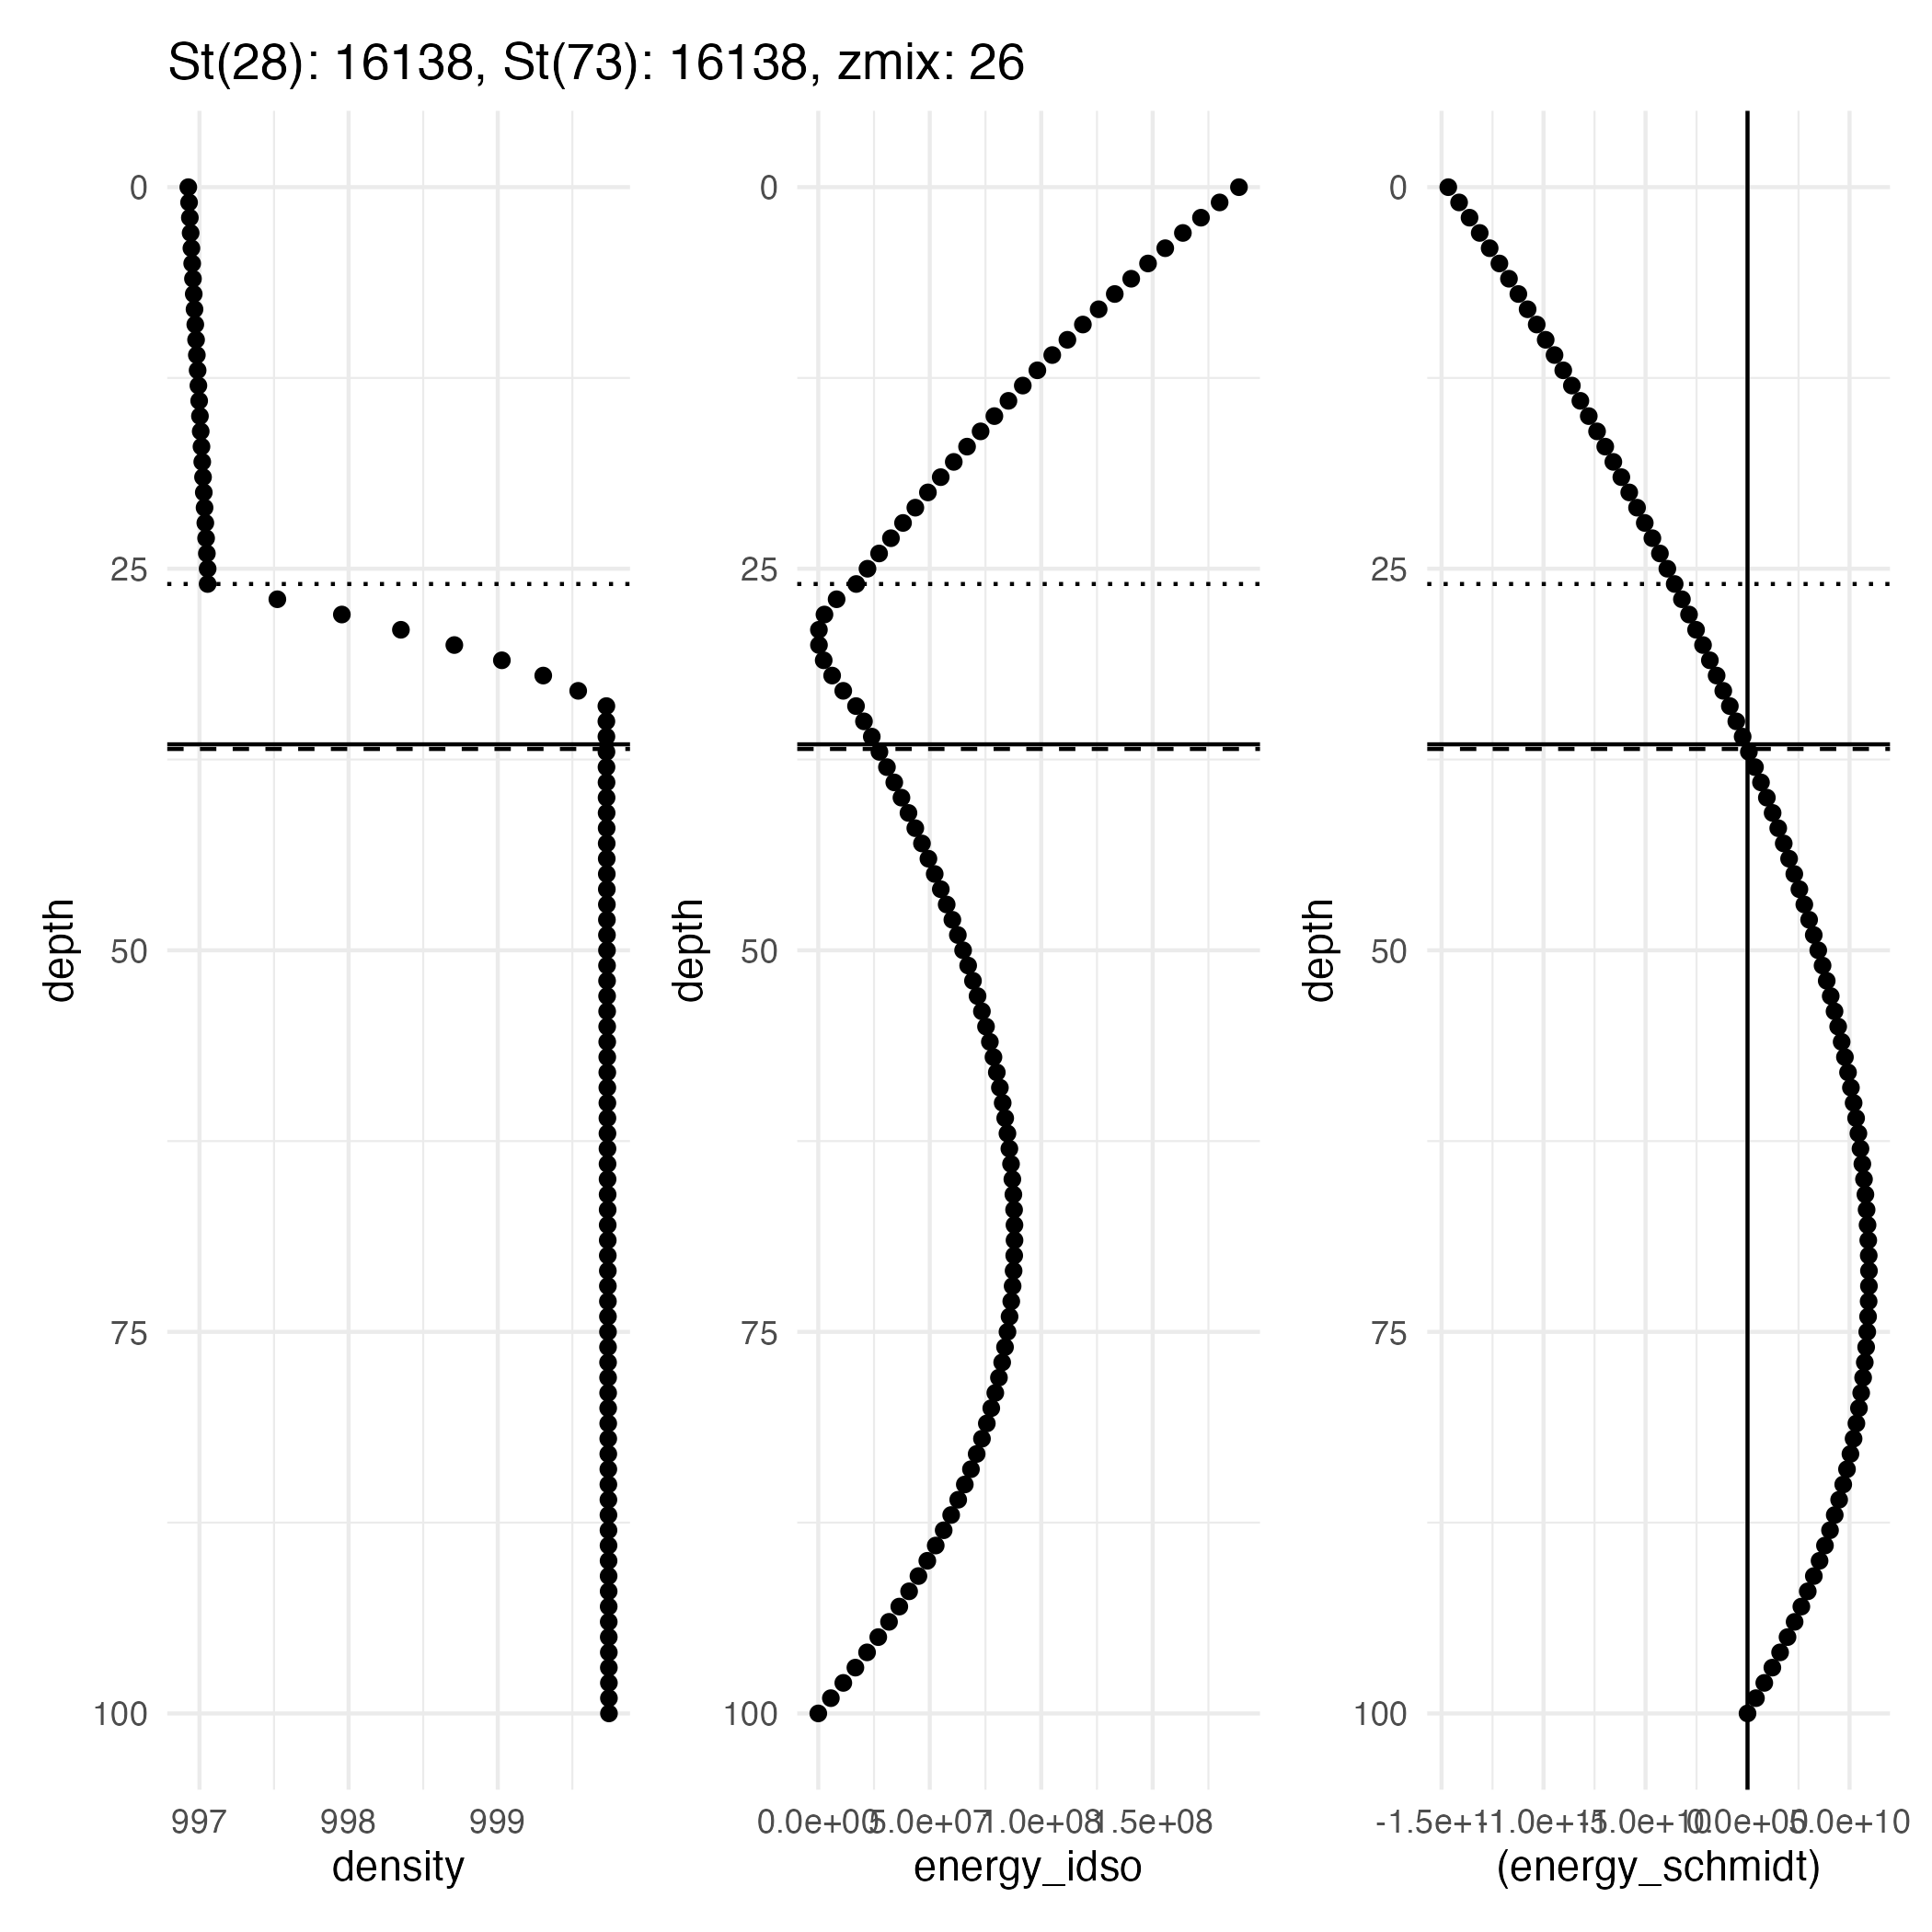 St(28): 16138, St(73): 16138, zmix: 26
0
25
50
75
100
depth
997 998 999
density
0
25
50
75
100
depth
0.0e+00 5.0e+07 1.0e+08 1.5e+08
energy_idso
0
25
50
75
100
depth
-1.5e+11 -1.0e+11 -5.0e+10 0.0e+00 5.0e+10
(energy_schmidt)